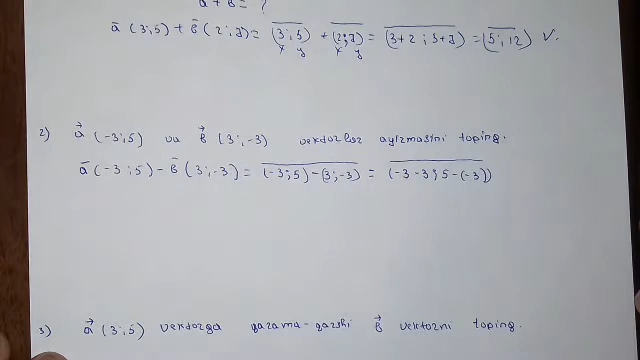 a + b = ?
ā (3;5) + b̄ (2;7) = (3;5) + (2;7) = (3+2 ; 5+7) = (5;12) ✓.
x y x y
2) a⃗ (-3;5) va b⃗ (3;-3) vektorlar ayirmasini toping.
ā (-3;5) - b̄ (3;-3) = (-3;5) - (3;-3) = (-3-3; 5-(-3))
3) a⃗ (3;5) vektorga qarama-qarshi b⃗ vektorni toping.